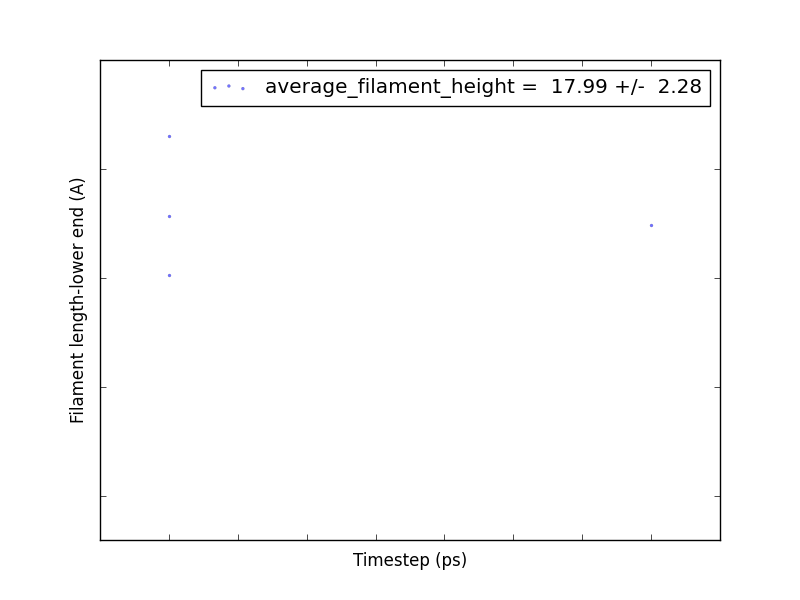 average_filament_height =  17.99 +/-  2.28
Filament length-lower end (A)
Timestep (ps)